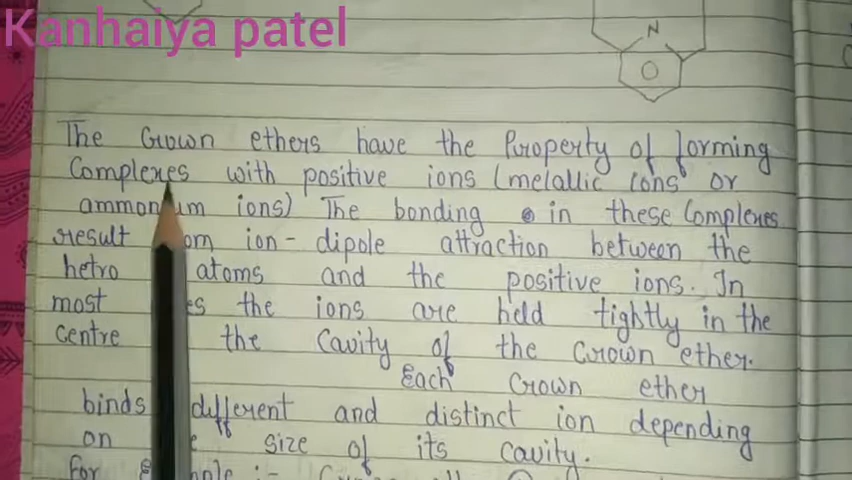 Kanhaiya patel
N
The Crown ethers have the Property of forming
Complexes with positive ions (metallic ions or
ammonium ions) The bonding in these Complexes
result om ion - dipole attraction between the
hetro atoms and the positive ions. In
most es the ions are held tightly in the
centre the Cavity of the Crown ether.
Each Crown ether
binds different and distinct ion depending
on e size of its cavity.
For